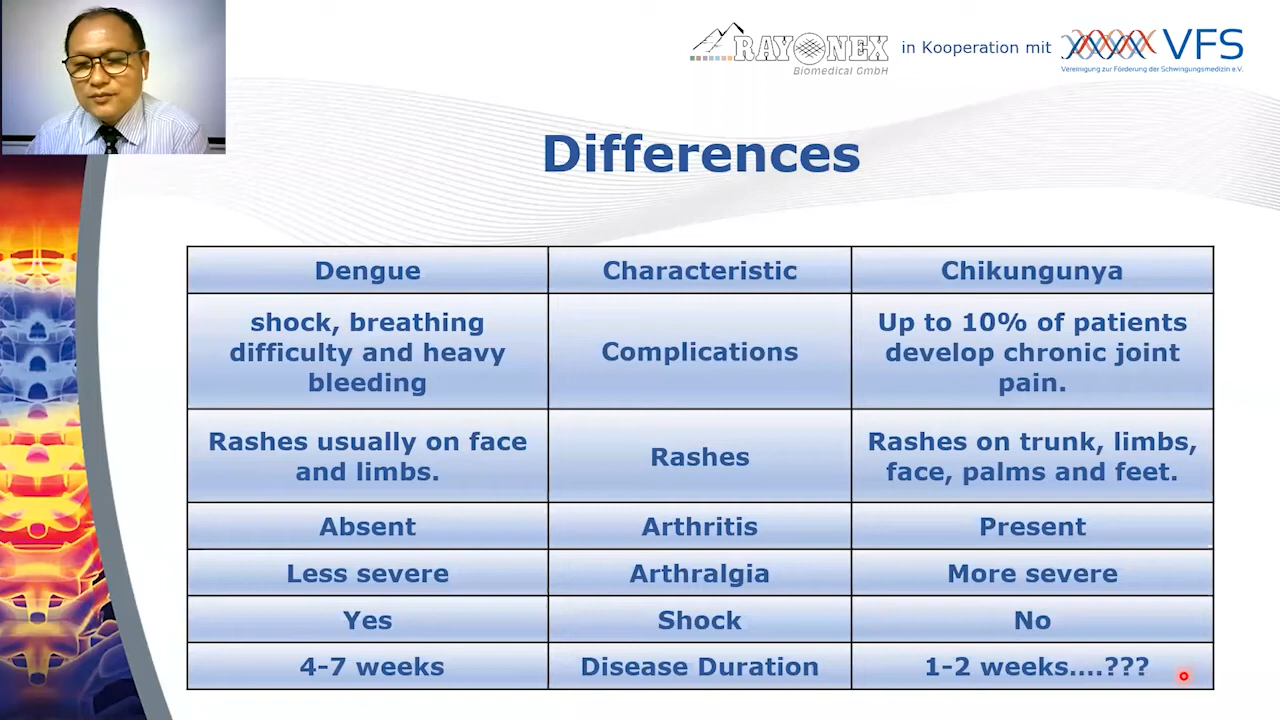 RAYONEX
Biomedical GmbH
in Kooperation mit
VFS
Vereinigung zur Förderung der Schwingungsmedizin e.V.
Differences
Dengue Characteristic Chikungunya
shock, breathing
difficulty and heavy
bleeding
Complications
Up to 10% of patients
develop chronic joint
pain.
Rashes usually on face
and limbs.
Rashes
Rashes on trunk, limbs,
face, palms and feet.
Absent Arthritis Present
Less severe Arthralgia More severe
Yes Shock No
4-7 weeks Disease Duration 1-2 weeks....???